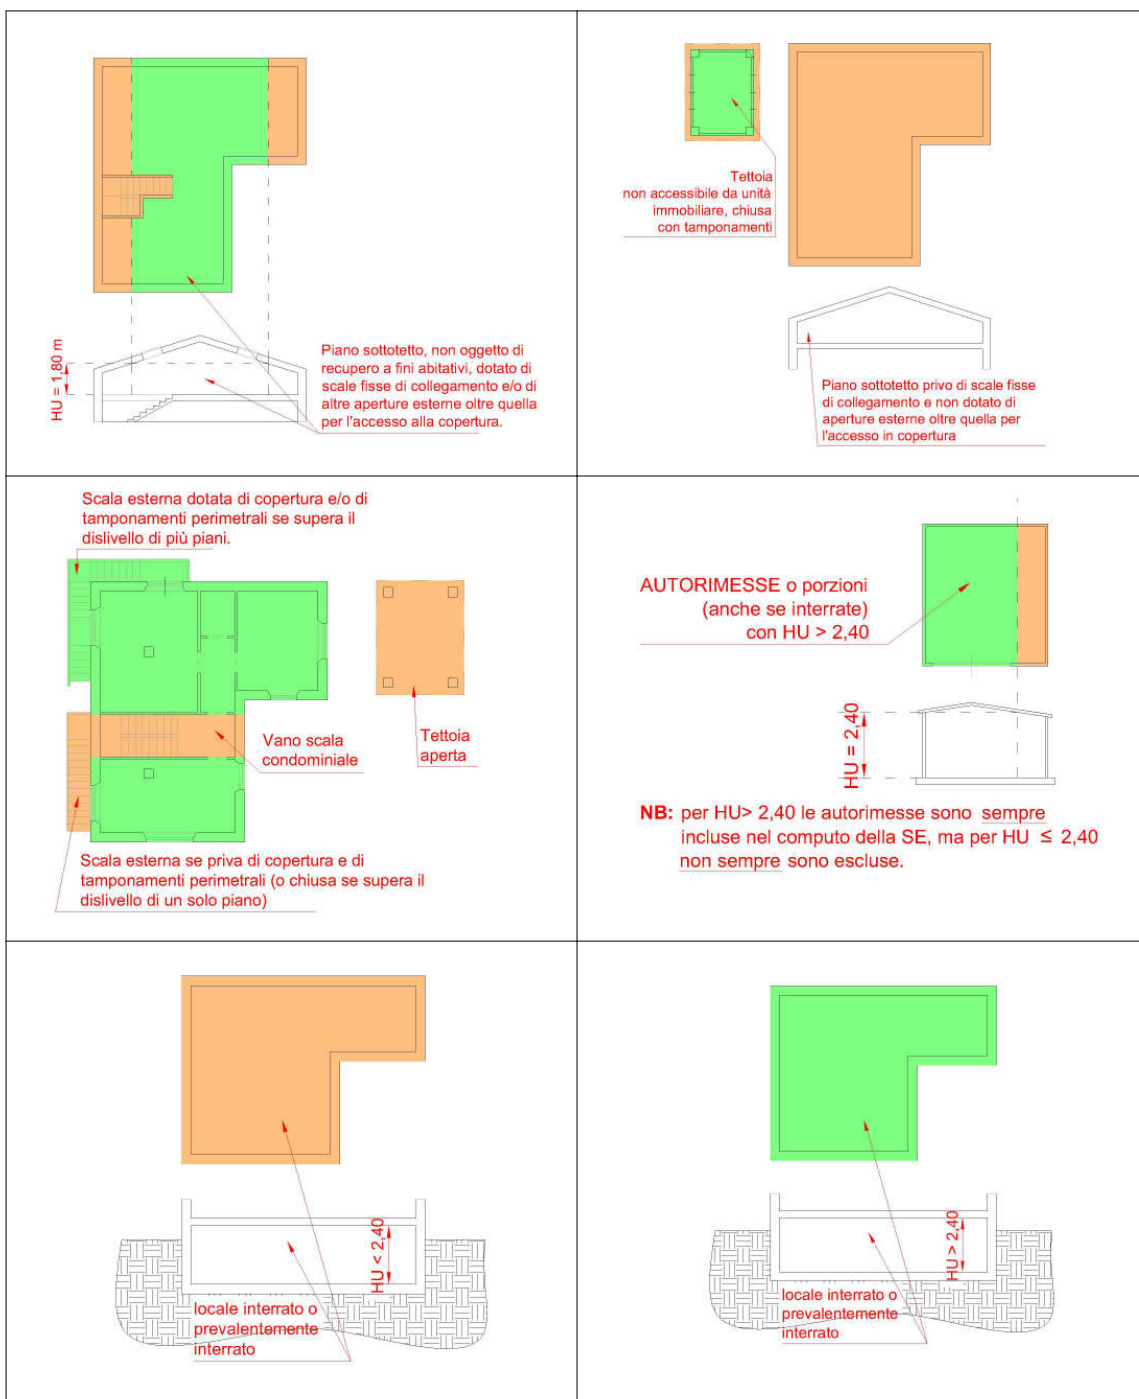 HU = 1,80 m
Piano sottotetto, non oggetto di
recupero a fini abitativi, dotato di
scale fisse di collegamento e/o di
altre aperture esterne oltre quella
per l'accesso alla copertura.
Tettoia
non accessibile da unità
immobiliare, chiusa
con tamponamenti
Piano sottotetto privo di scale fisse
di collegamento e non dotato di
aperture esterne oltre quella per
l'accesso in copertura
Scala esterna dotata di copertura e/o di
tamponamenti perimetrali se supera il
dislivello di più piani.
Vano scala
condominiale
Tettoia
aperta
Scala esterna se priva di copertura e di
tamponamenti perimetrali (o chiusa se supera il
dislivello di un solo piano)
AUTORIMESSE o porzioni
(anche se interrate)
con HU > 2,40
HU = 2,40
NB: per HU> 2,40 le autorimesse sono sempre
incluse nel computo della SE, ma per HU ≤ 2,40
non sempre sono escluse.
HU < 2,40
locale interrato o
prevalentemente
interrato
HU > 2,40
locale interrato o
prevalentemente
interrato